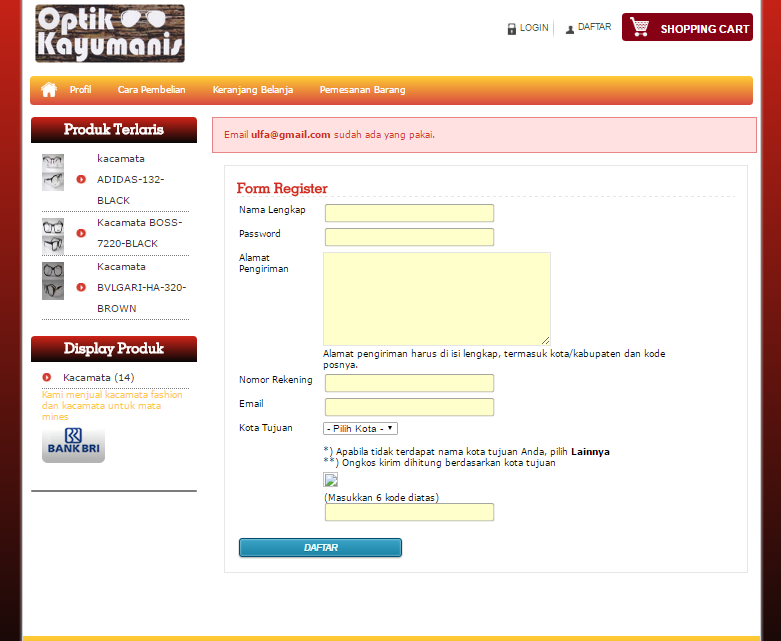 Optik
Kayumanis
LOGIN
DAFTAR
SHOPPING CART
Profil
Cara Pembelian
Keranjang Belanja
Pemesanan Barang
Produk Terlaris
kacamata
ADIDAS-132-
BLACK
Kacamata BOSS-
7220-BLACK
Kacamata
BVLGARI-HA-320-
BROWN
Display Produk
Kacamata (14)
Kami menjual kacamata fashion
dan kacamata untuk mata
mines
BANK BRI
Email ulfa@gmail.com sudah ada yang pakai.
Form Register
Nama Lengkap
Password
Alamat
Pengiriman
Alamat pengiriman harus di isi lengkap, termasuk kota/kabupaten dan kode
posnya.
Nomor Rekening
Email
Kota Tujuan
- Pilih Kota -
*) Apabila tidak terdapat nama kota tujuan Anda, pilih Lainnya
**) Ongkos kirim dihitung berdasarkan kota tujuan
(Masukkan 6 kode diatas)
DAFTAR